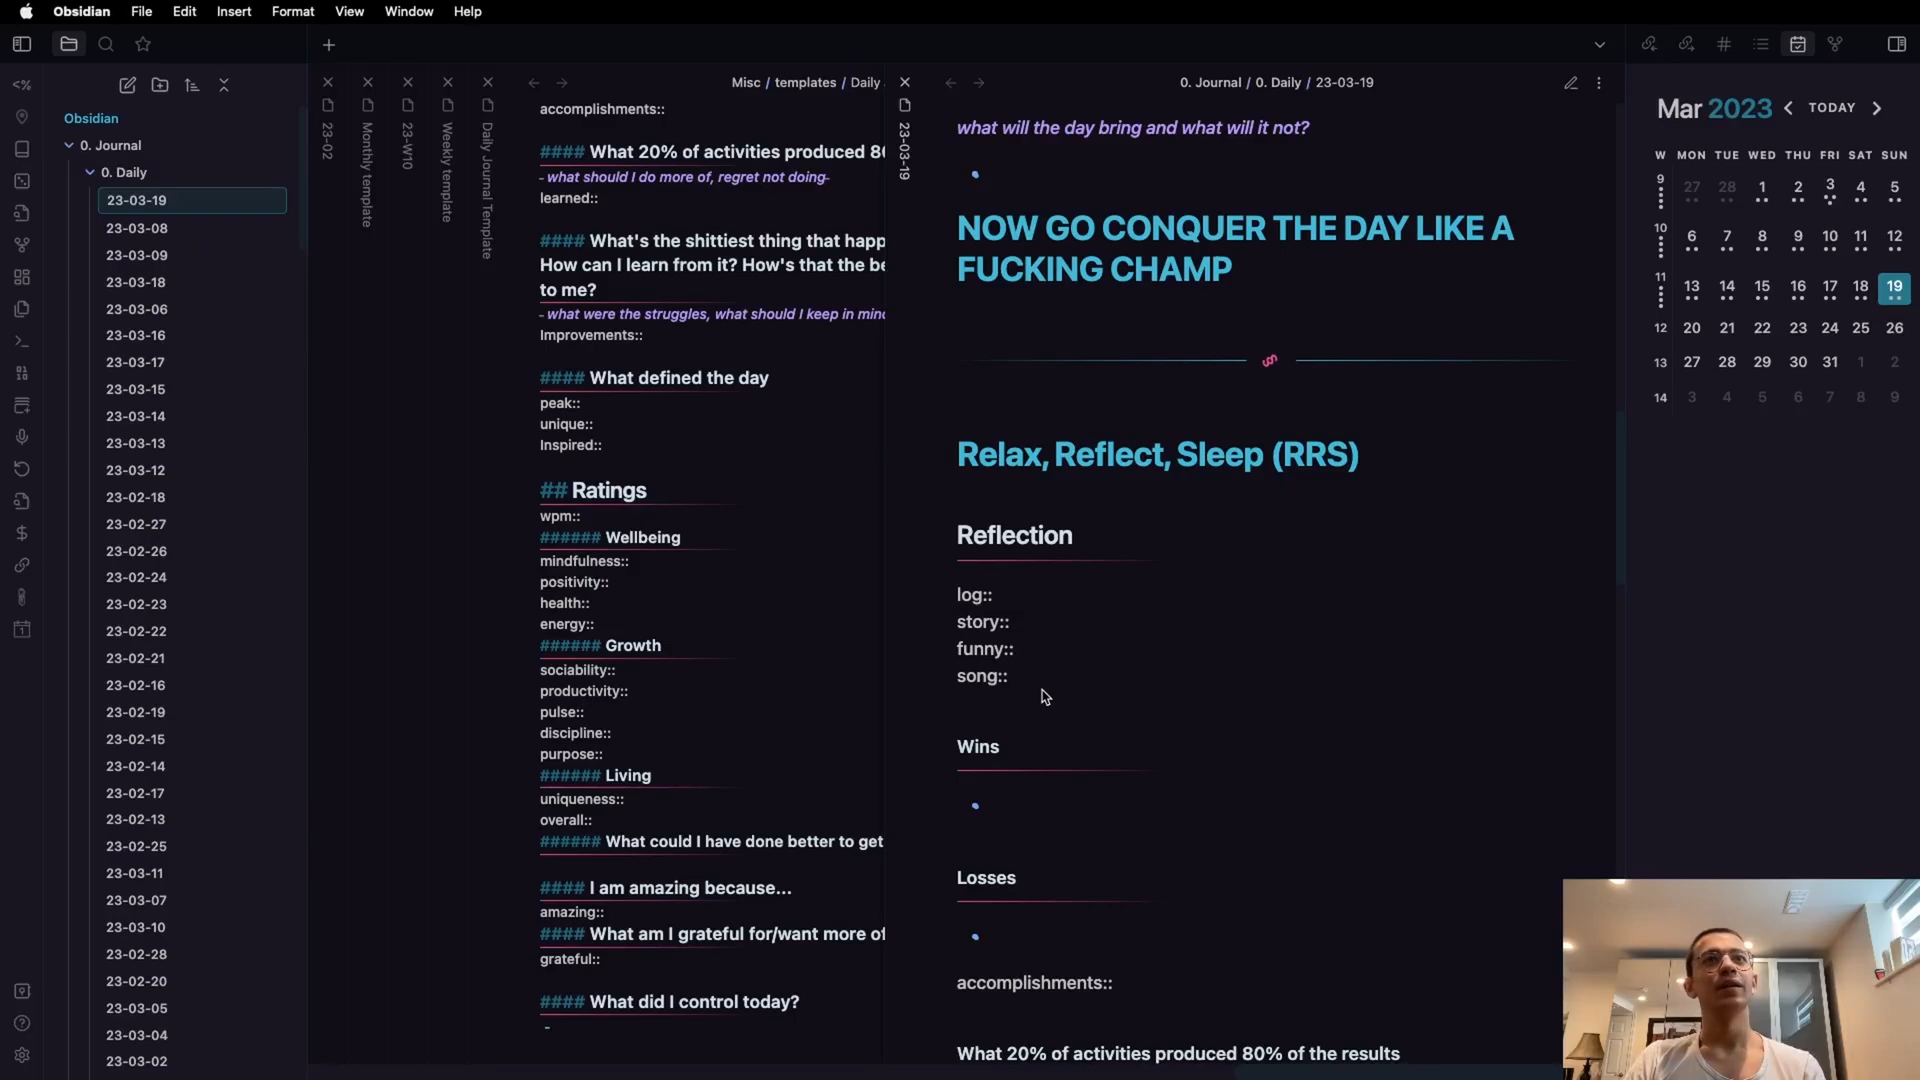 Obsidian File Edit Insert Format View Window Help
Obsidian
0. Journal
0. Daily
23-03-19
23-03-08
23-03-09
23-03-18
23-03-06
23-03-16
23-03-17
23-03-15
23-03-14
23-03-13
23-03-12
23-02-18
23-02-27
23-02-26
23-02-24
23-02-23
23-02-22
23-02-21
23-02-16
23-02-19
23-02-15
23-02-14
23-02-17
23-02-13
23-02-25
23-03-11
23-03-07
23-03-10
23-02-28
23-02-20
23-03-05
23-03-04
23-03-02
23-02
Monthly template
23-W10
Weekly template
Daily Journal Template
Misc / templates / Daily
accomplishments::
#### What 20% of activities produced 80
- what should I do more of, regret not doing-
learned::
#### What's the shittiest thing that happ
How can I learn from it? How's that the be
to me?
- what were the struggles, what should I keep in mind
Improvements::
#### What defined the day
peak::
unique::
Inspired::
## Ratings
wpm::
###### Wellbeing
mindfulness::
positivity::
health::
energy::
###### Growth
sociability::
productivity::
pulse::
discipline::
purpose::
###### Living
uniqueness::
overall::
###### What could I have done better to get
#### I am amazing because...
amazing::
#### What am I grateful for/want more of
grateful::
#### What did I control today?
-
23-03-19
0. Journal / 0. Daily / 23-03-19
what will the day bring and what will it not?
NOW GO CONQUER THE DAY LIKE A
FUCKING CHAMP
Relax, Reflect, Sleep (RRS)
Reflection
log::
story::
funny::
song::
Wins
Losses
accomplishments::
What 20% of activities produced 80% of the results
Mar 2023 < TODAY >
W MON TUE WED THU FRI SAT SUN
9 27 28 1 2 3 4 5
10 6 7 8 9 10 11 12
11 13 14 15 16 17 18 19
12 20 21 22 23 24 25 26
13 27 28 29 30 31 1 2
14 3 4 5 6 7 8 9